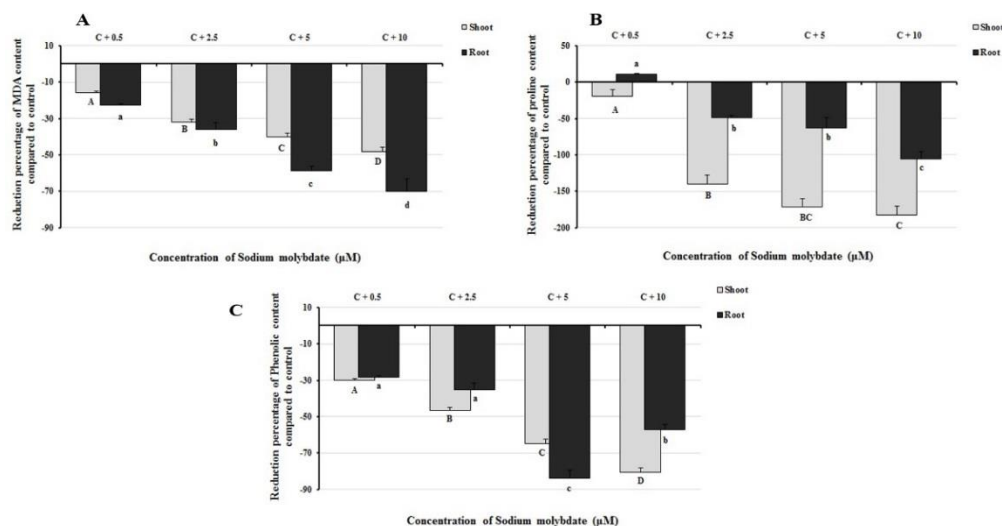 A
Shoot
Root
C + 0.5
C + 2.5
C + 5
C + 10
Reduction percentage of MDA content
compared to control
10
-10
-30
-50
-70
-90
A
a
B
b
C
c
D
d
Concentration of Sodium molybdate (µM)
B
Shoot
Root
C + 0.5
C + 2.5
C + 5
C + 10
Reduction percentage of proline content
compared to control
50
0
-50
-100
-150
-200
A
a
B
b
BC
b
C
c
Concentration of Sodium molybdate (µM)
C
Shoot
Root
C + 0.5
C + 2.5
C + 5
C + 10
Reduction percentage of Phenolic content
compared to control
10
-10
-30
-50
-70
-90
A
a
B
a
C
c
D
b
Concentration of Sodium molybdate (µM)